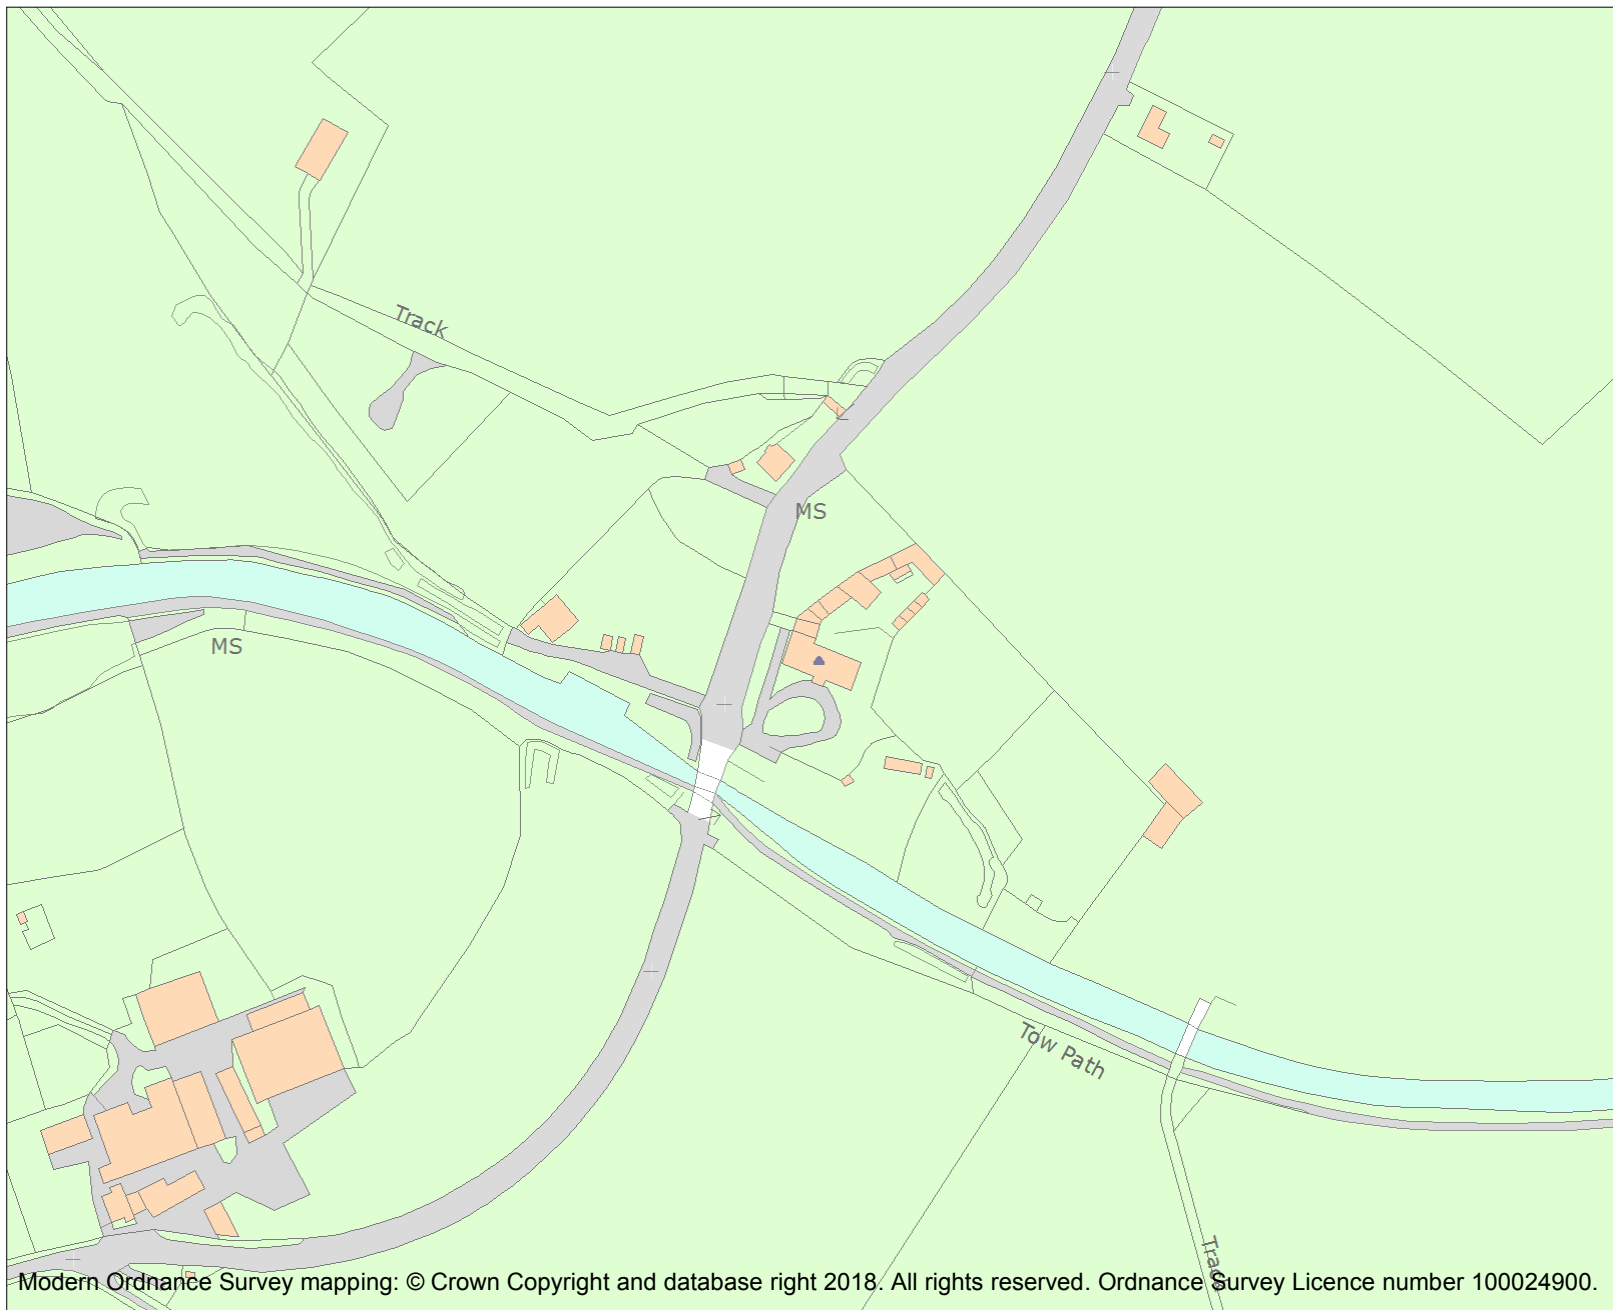 Track
MS
MS
Tow Path
Track
Modern Ordnance Survey mapping: © Crown Copyright and database right 2018. All rights reserved. Ordnance Survey Licence number 100024900.